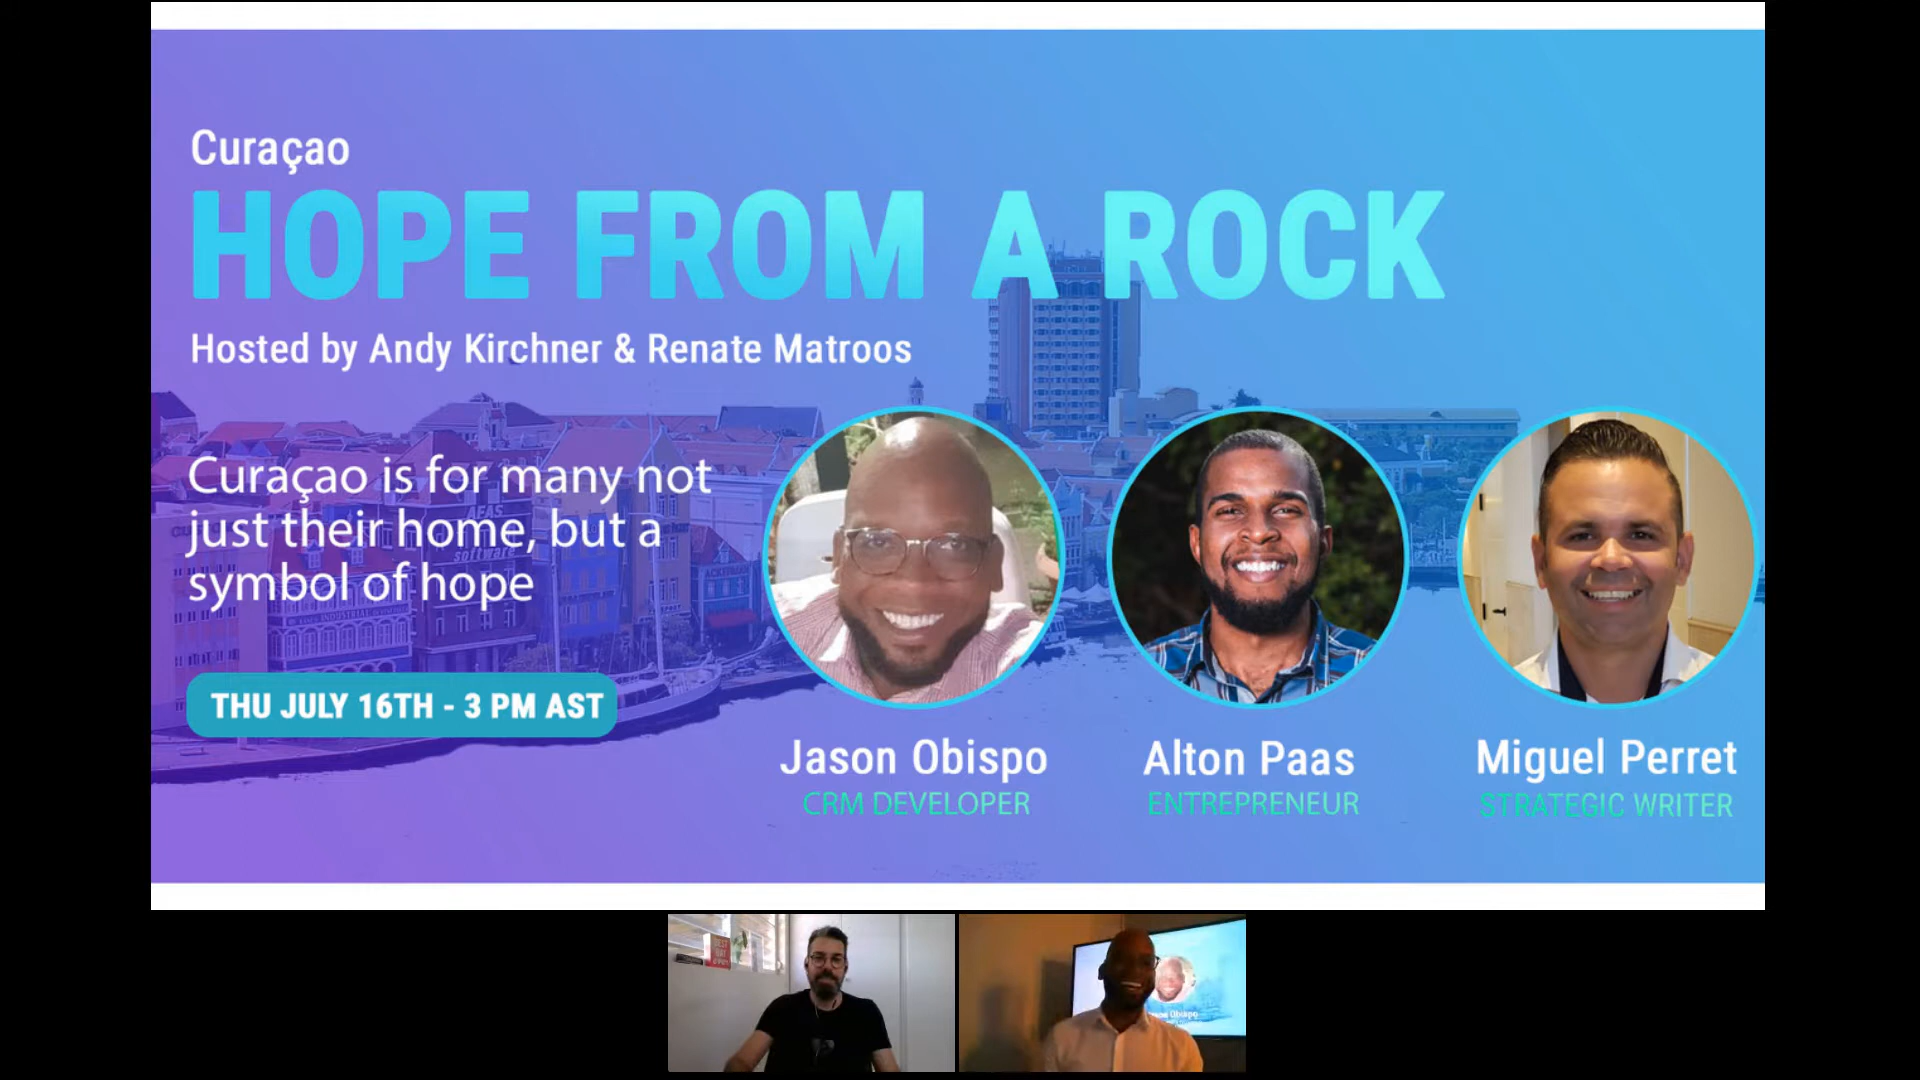 Curaçao
HOPE FROM A ROCK
Hosted by Andy Kirchner & Renate Matroos
Curaçao is for many not
just their home, but a
symbol of hope
AFAS
software
THU JULY 16TH - 3 PM AST
Jason Obispo
CRM DEVELOPER
Alton Paas
ENTREPRENEUR
Miguel Perret
STRATEGIC WRITER